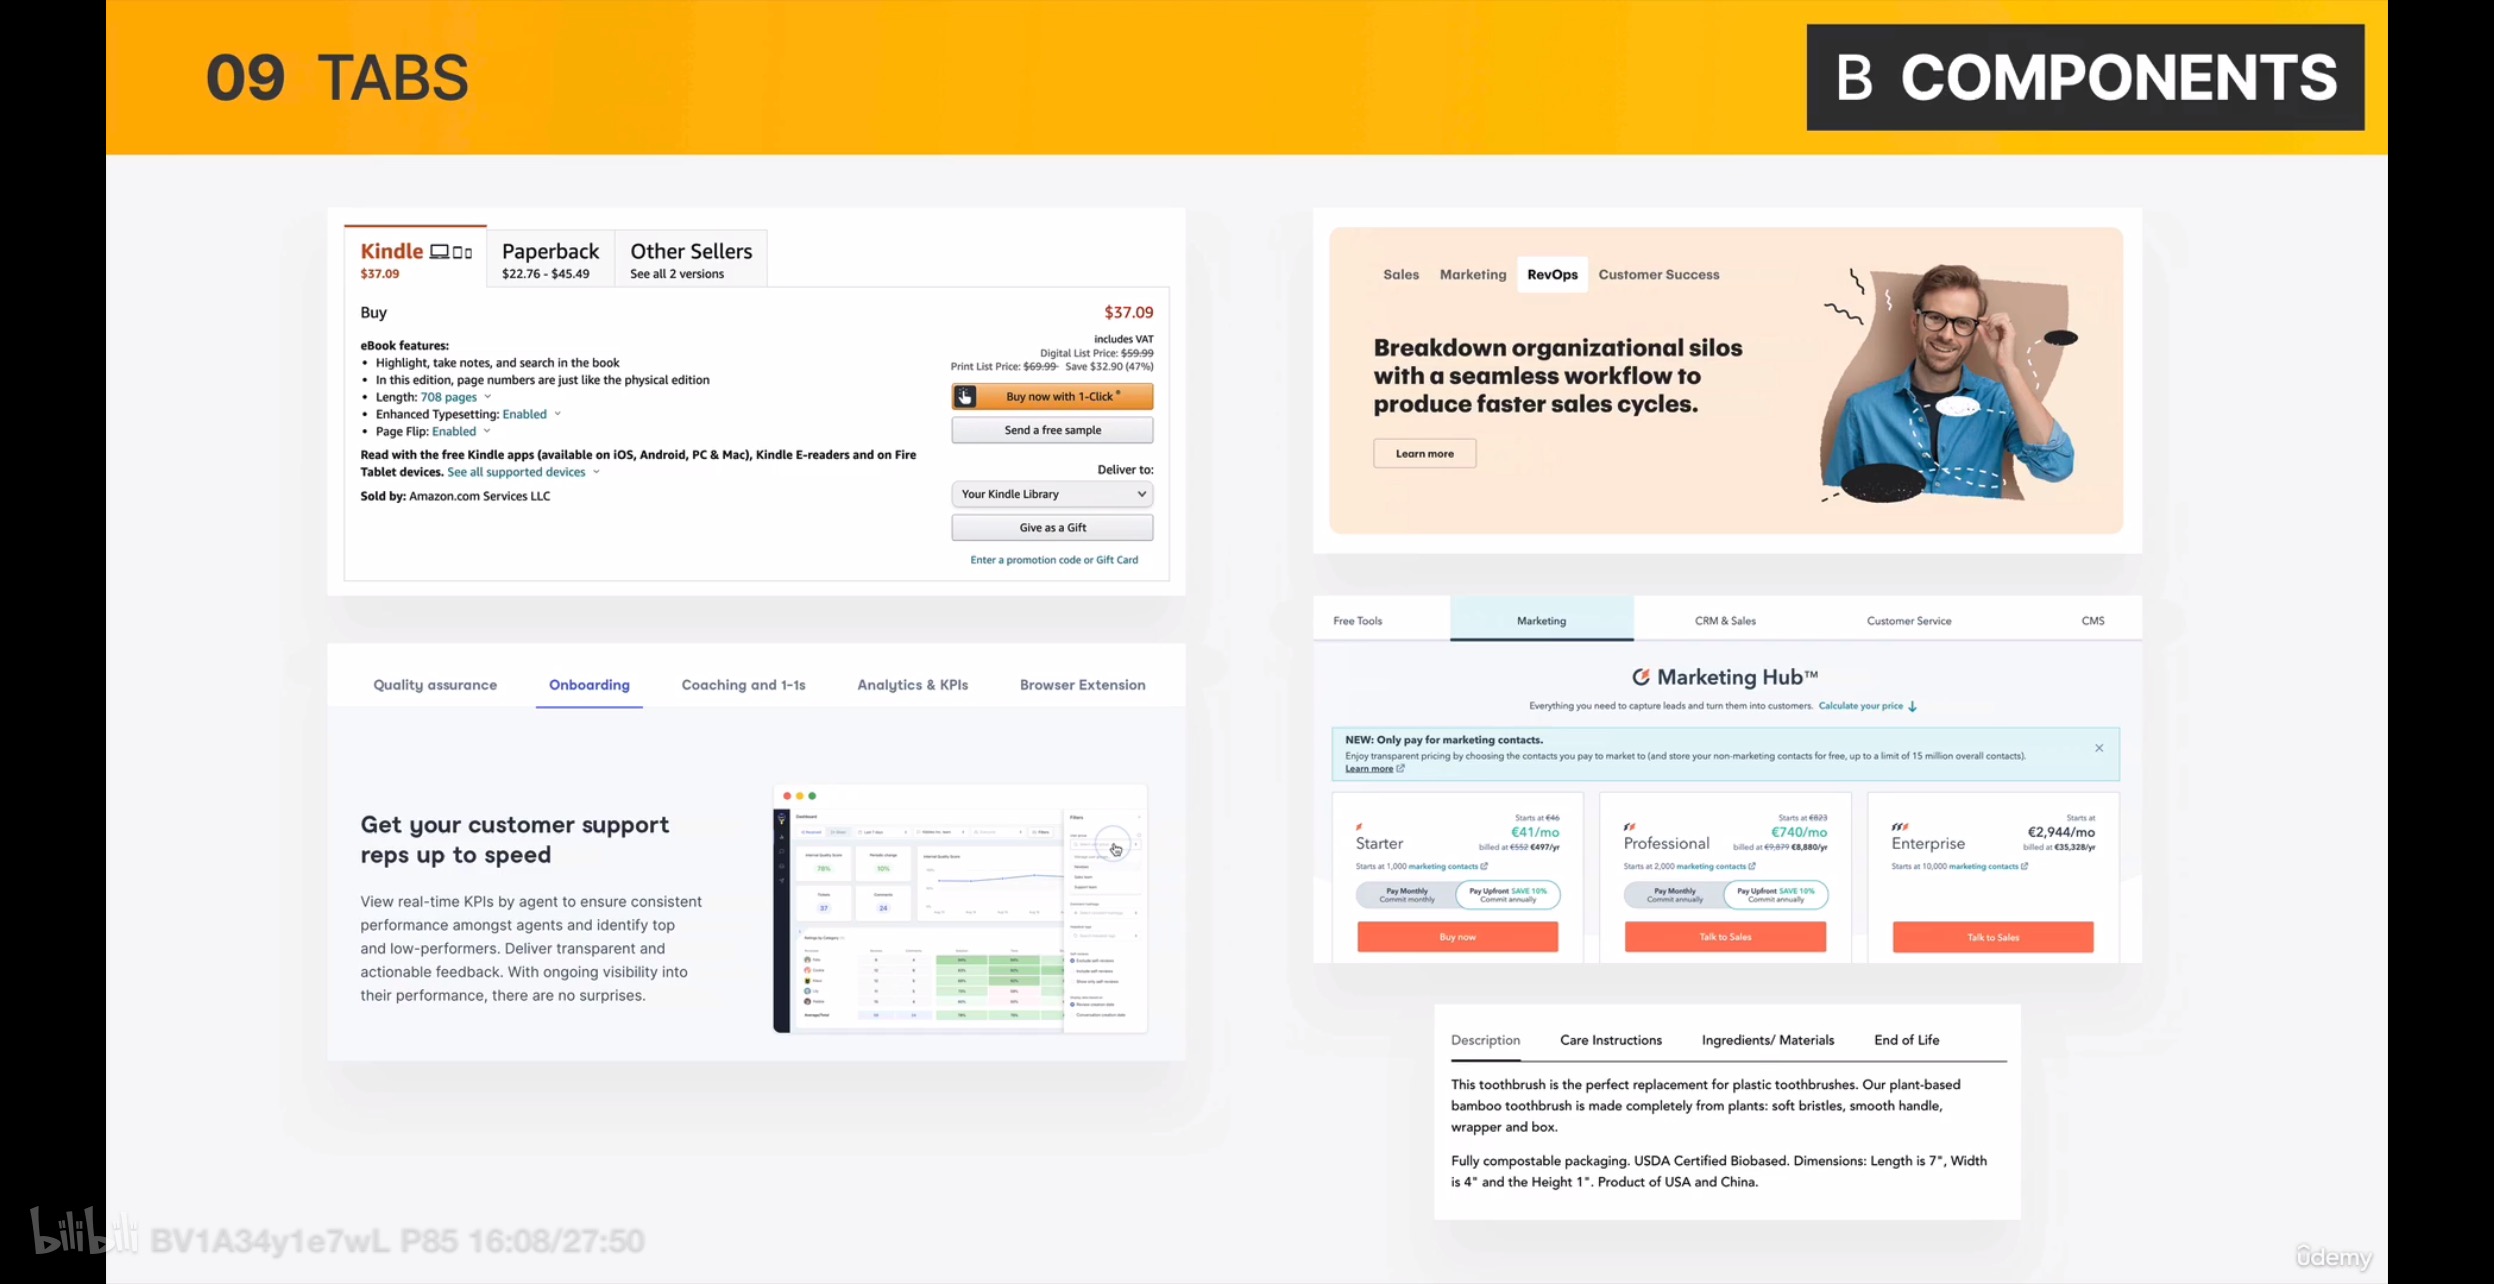 09 TABS
B COMPONENTS
Kindle
$37.09
Paperback
$22.76 - $45.49
Other Sellers
See all 2 versions
Buy
$37.09
eBook features:
• Highlight, take notes, and search in the book
• In this edition, page numbers are just like the physical edition
• Length: 708 pages
• Enhanced Typesetting: Enabled
• Page Flip: Enabled
Read with the free Kindle apps (available on iOS, Android, PC & Mac), Kindle E-readers and on Fire
Tablet devices. See all supported devices
Sold by: Amazon.com Services LLC
includes VAT
Digital List Price: $59.99
Print List Price: $69.99 Save $32.90 (47%)
Buy now with 1-Click ®
Send a free sample
Deliver to:
Your Kindle Library
Give as a Gift
Enter a promotion code or Gift Card
Sales Marketing RevOps Customer Success
Breakdown organizational silos
with a seamless workflow to
produce faster sales cycles.
Learn more
Quality assurance Onboarding Coaching and 1-1s Analytics & KPIs Browser Extension
Get your customer support
reps up to speed
View real-time KPIs by agent to ensure consistent
performance amongst agents and identify top
and low-performers. Deliver transparent and
actionable feedback. With ongoing visibility into
their performance, there are no surprises.
Dashboard
Filters
Internal Quality Score
78%
10%
Tickets
37
Comments
24
Free Tools Marketing CRM & Sales Customer Service CMS
Marketing Hub™
Everything you need to capture leads and turn them into customers. Calculate your price
NEW: Only pay for marketing contacts.
Enjoy transparent pricing by choosing the contacts you pay to market to (and store your non-marketing contacts for free, up to a limit of 15 million overall contacts).
Learn more
Starter
Starts at €46
€41/mo
billed at €552 €497/yr
Starts at 1,000 marketing contacts
Pay Monthly
Commit monthly
Pay Upfront SAVE 10%
Commit annually
Buy now
Professional
Starts at €823
€740/mo
billed at €9,879 €8,880/yr
Starts at 2,000 marketing contacts
Pay Monthly
Commit annually
Pay Upfront SAVE 10%
Commit annually
Talk to Sales
Enterprise
Starts at
€2,944/mo
billed at €35,328/yr
Starts at 10,000 marketing contacts
Talk to Sales
Description Care Instructions Ingredients/ Materials End of Life
This toothbrush is the perfect replacement for plastic toothbrushes. Our plant-based
bamboo toothbrush is made completely from plants: soft bristles, smooth handle,
wrapper and box.
Fully compostable packaging. USDA Certified Biobased. Dimensions: Length is 7", Width
is 4" and the Height 1". Product of USA and China.
bilibili BV1A34y1e7wL P85 16:08/27:50
ûdemy